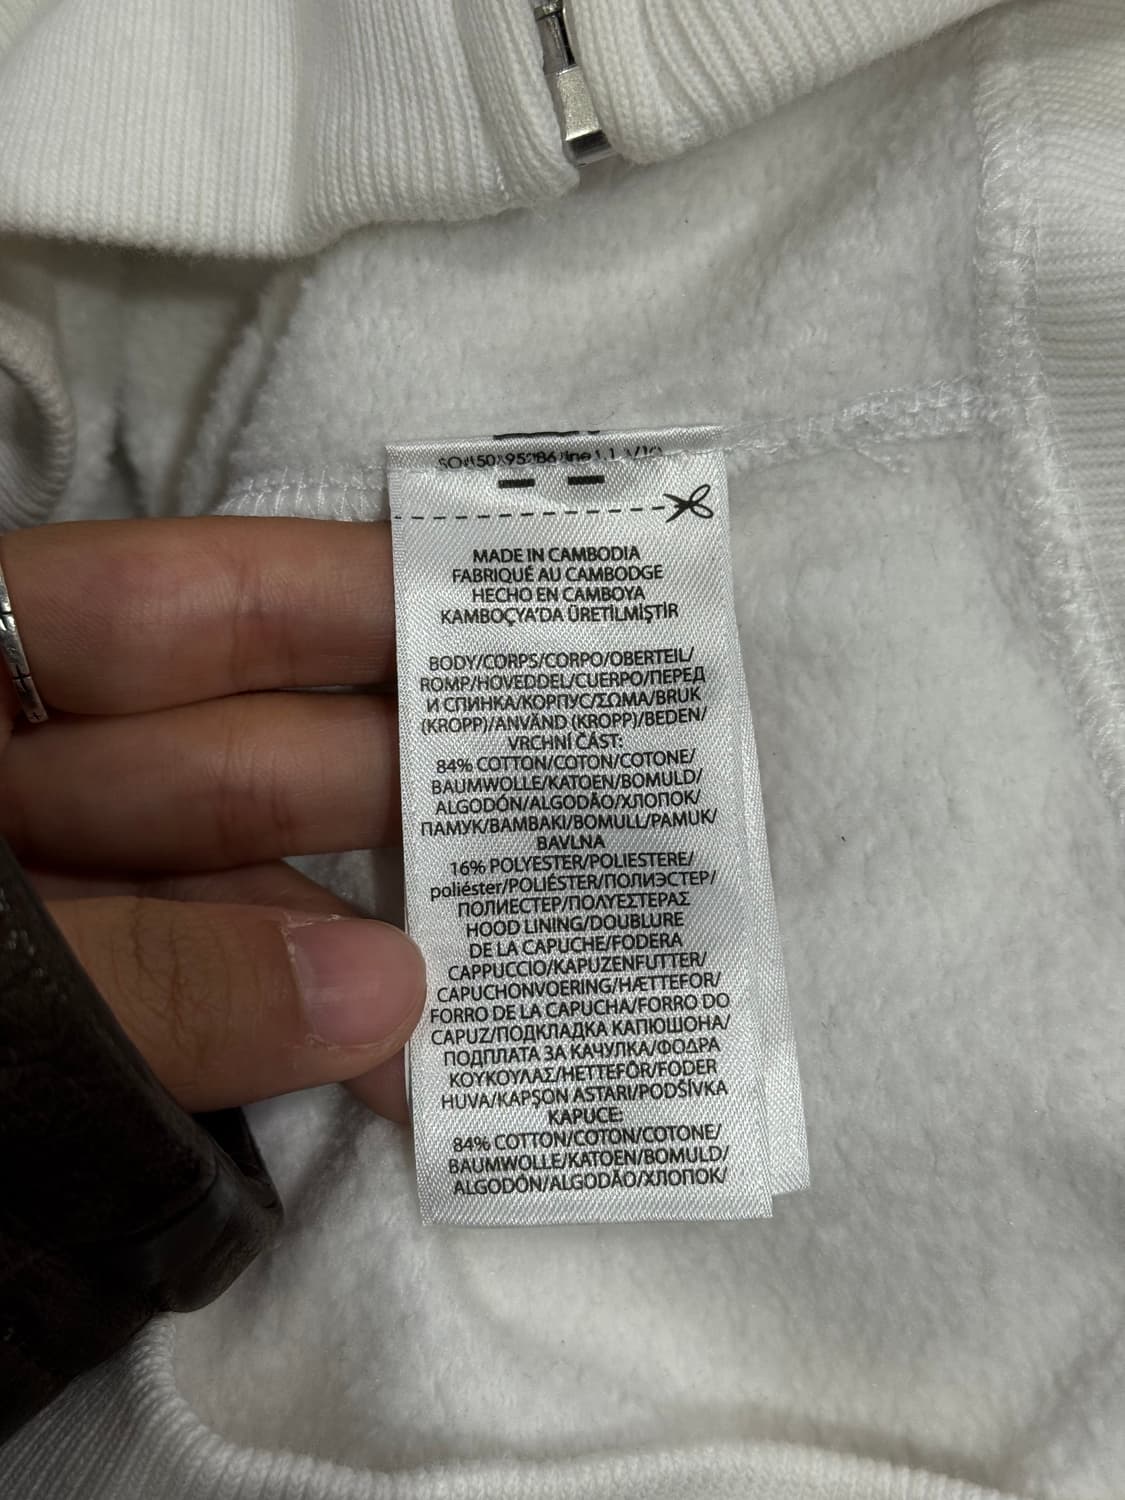 MADE IN CAMBODIA
FABRIQUÉ AU CAMBODGE
HECHO EN CAMBOYA
KAMBOÇYA'DA ÜRETİLMİŞTİR
BODY/CORPS/CORPO/OBERTEIL/
ROMP/HOVEDDEL/CUERPO/ПЕРЕД
И СПИНКА/КОРПУС/ΣΩΜΑ/BRUK
(KROPP)/ANVÄND (KROPP)/BEDEN/
VRCHNÍ ČÁST:
84% COTTON/COTON/COTONE/
BAUMWOLLE/KATOEN/BOMULD/
ALGODÓN/ALGODÃO/ХЛОПОК/
ПАМУК/ΒΑΜΒΑΚΙ/BOMULL/PAMUK/
BAVLNA
16% POLYESTER/POLIESTERE/
poliéster/POLIÉSTER/ПОЛИЭСТЕР/
ПОЛИЕСТЕР/ΠΟΛΥΕΣΤΕΡΑΣ
HOOD LINING/DOUBLURE
DE LA CAPUCHE/FODERA
CAPPUCCIO/KAPUZENFUTTER/
CAPUCHONVOERING/HÆTTEFOR/
FORRO DE LA CAPUCHA/FORRO DO
CAPUZ/ПОДКЛАДКА КАПЮШОНА/
ПОДПЛАТА ЗА КАЧУЛКА/ΦΟΔΡΑ
ΚΟΥΚΟΥΛΑΣ/HETTEFÔR/FODER
HUVA/KAPŞON ASTARI/PODŠÍVKA
KAPUCE:
84% COTTON/COTON/COTONE/
BAUMWOLLE/KATOEN/BOMULD/
ALGODÓN/ALGODÃO/ХЛОПОК/